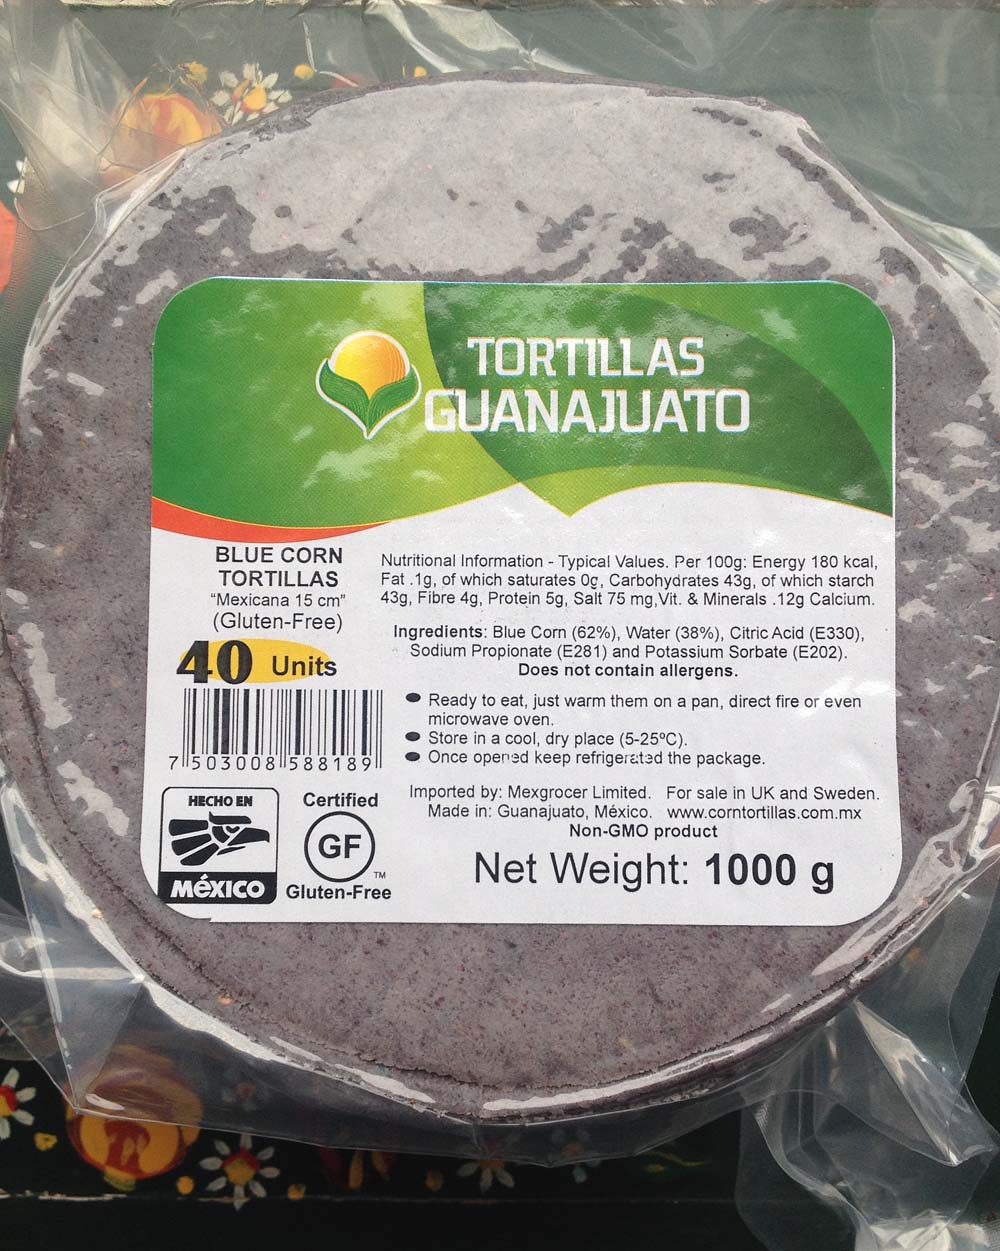 TORTILLAS
GUANAJUATO
BLUE CORN
TORTILLAS
"Mexicana 15 cm"
(Gluten-Free)
40 Units
7 503008 588189
HECHO EN
MÉXICO
Certified
GF
TM
Gluten-Free
Nutritional Information - Typical Values. Per 100g: Energy 180 kcal,
Fat .1g, of which saturates 0g, Carbohydrates 43g, of which starch
43g, Fibre 4g, Protein 5g, Salt 75 mg,Vit. & Minerals .12g Calcium.
Ingredients: Blue Corn (62%), Water (38%), Citric Acid (E330),
Sodium Propionate (E281) and Potassium Sorbate (E202).
Does not contain allergens.
● Ready to eat, just warm them on a pan, direct fire or even
microwave oven.
● Store in a cool, dry place (5-25ºC).
● Once opened keep refrigerated the package.
Imported by: Mexgrocer Limited. For sale in UK and Sweden.
Made in: Guanajuato, México. www.corntortillas.com.mx
Non-GMO product
Net Weight: 1000 g